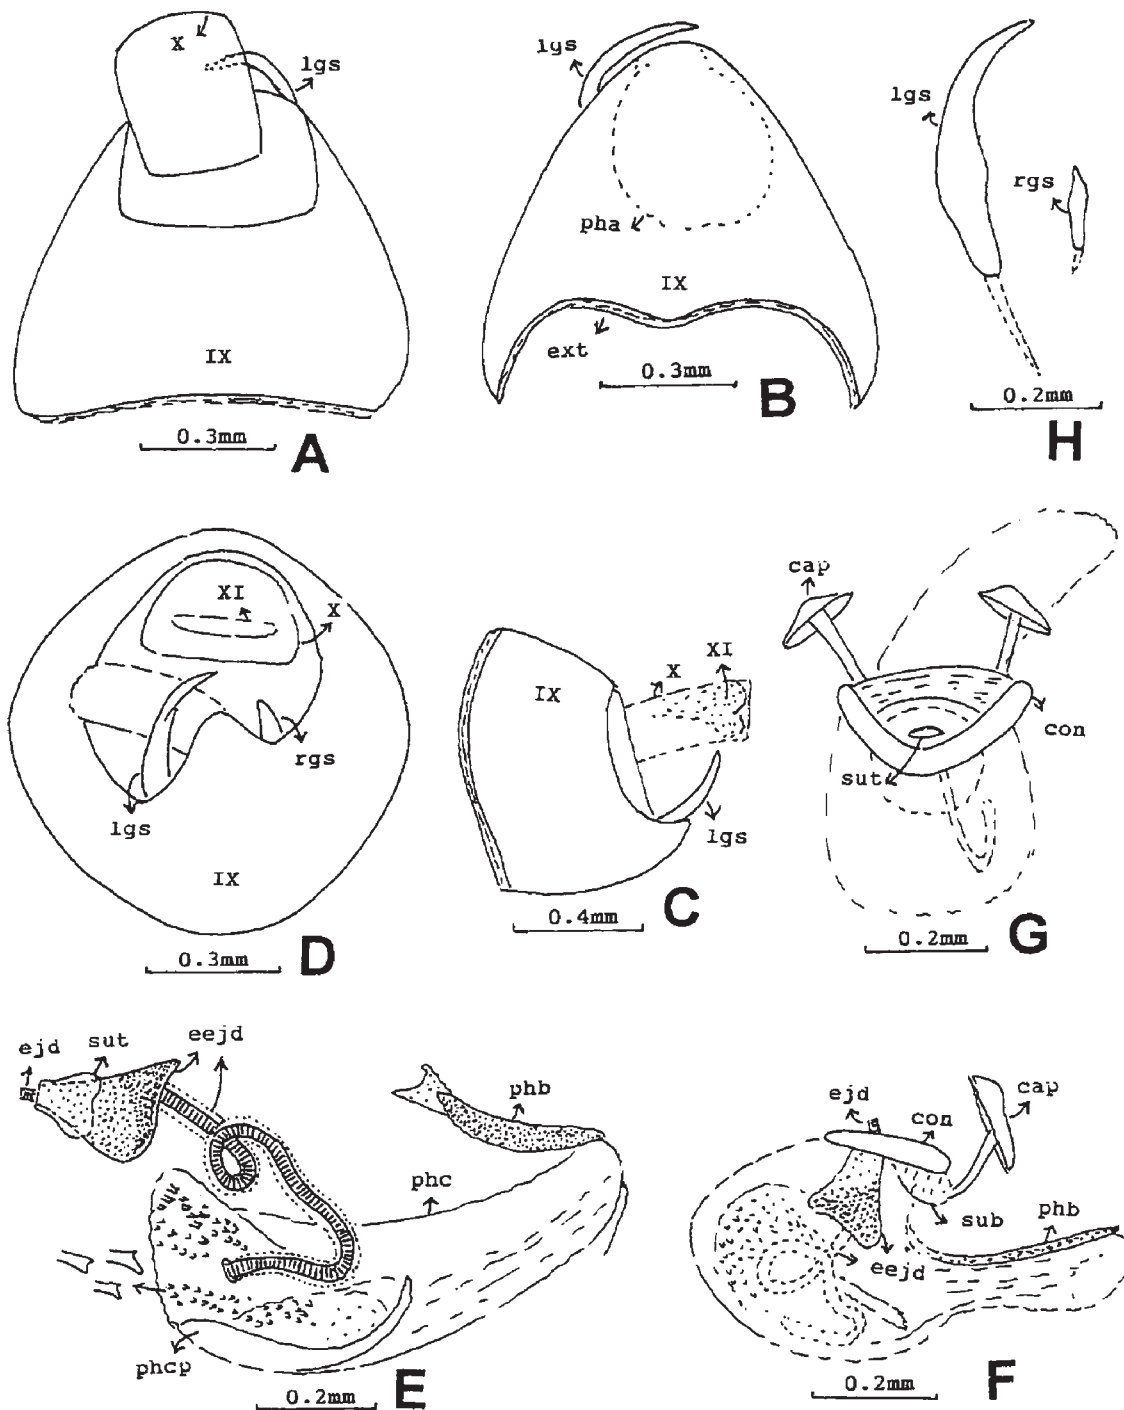 X
lgs
IX
0.3mm
A
lgs
pha
IX
ext
0.3mm
B
lgs
rgs
0.2mm
H
XI
X
rgs
lgs
IX
0.3mm
D
XI
X
IX
lgs
0.4mm
C
cap
con
sut
0.2mm
G
ejd
sut
eejd
phb
phc
phcp
0.2mm
E
ejd
con
cap
sub
phb
eejd
0.2mm
F